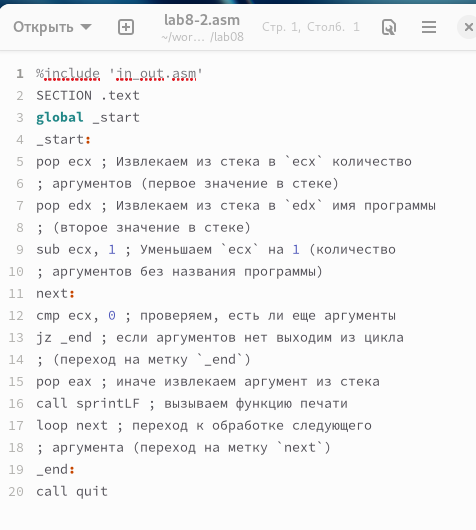 Открыть
lab8-2.asm
~/wor… /lab08
Стр. 1, Столб. 1
1 %include 'in_out.asm'
2 SECTION .text
3 global _start
4 _start:
5 pop ecx ; Извлекаем из стека в `ecx` количество
6 ; аргументов (первое значение в стеке)
7 pop edx ; Извлекаем из стека в `edx` имя программы
8 ; (второе значение в стеке)
9 sub ecx, 1 ; Уменьшаем `ecx` на 1 (количество
10 ; аргументов без названия программы)
11 next:
12 cmp ecx, 0 ; проверяем, есть ли еще аргументы
13 jz _end ; если аргументов нет выходим из цикла
14 ; (переход на метку `_end`)
15 pop eax ; иначе извлекаем аргумент из стека
16 call sprintLF ; вызываем функцию печати
17 loop next ; переход к обработке следующего
18 ; аргумента (переход на метку `next`)
19 _end:
20 call quit